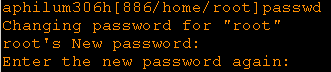 aphilum306h[886/home/root]passwd
Changing password for "root"
root's New password:
Enter the new password again: